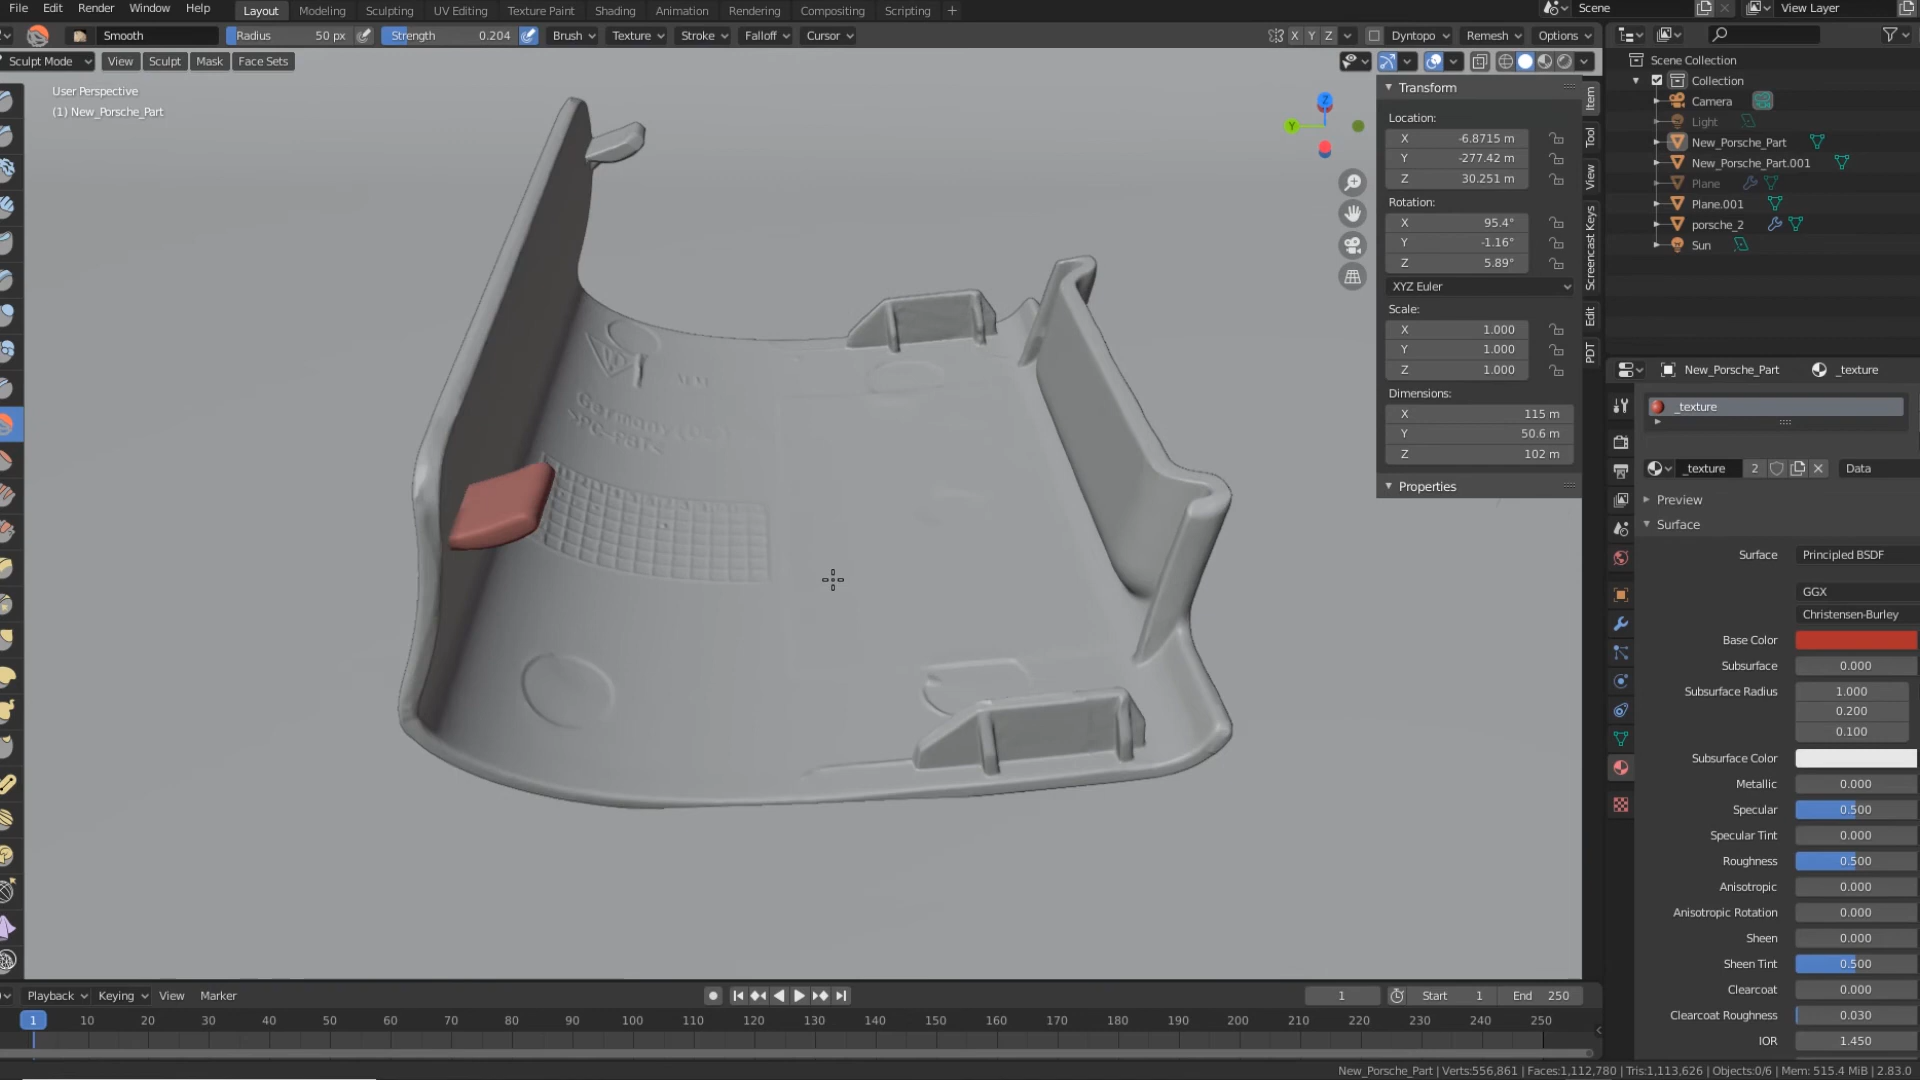 File Edit Render Window Help Layout Modeling Sculpting UV Editing Texture Paint Shading Animation Rendering Compositing Scripting + Scene View Layer
Smooth Radius 50 px Strength 0.204 Brush Texture Stroke Falloff Cursor X Y Z Dyntopo Remesh Options
Sculpt Mode View Sculpt Mask Face Sets
User Perspective
(1) New_Porsche_Part
Z
Y
Germany
Transform
Location:
X -6.8715 m
Y -277.42 m
Z 30.251 m
Rotation:
X 95.4°
Y -1.16°
Z 5.89°
XYZ Euler
Scale:
X 1.000
Y 1.000
Z 1.000
Dimensions:
X 115 m
Y 50.6 m
Z 102 m
Properties
Item
Tool
View
Screencast Keys
Edit
PDT
Scene Collection
Collection
Camera
Light
New_Porsche_Part
New_Porsche_Part.001
Plane
Plane.001
porsche_2
Sun
New_Porsche_Part _texture
_texture
_texture 2 Data
Preview
Surface
Surface Principled BSDF
GGX
Christensen-Burley
Base Color
Subsurface 0.000
Subsurface Radius 1.000
0.200
0.100
Subsurface Color
Metallic 0.000
Specular 0.500
Specular Tint 0.000
Roughness 0.500
Anisotropic 0.000
Anisotropic Rotation 0.000
Sheen 0.000
Sheen Tint 0.500
Clearcoat 0.000
Clearcoat Roughness 0.030
IOR 1.450
Playback Keying View Marker 1 Start 1 End 250
1 10 20 30 40 50 60 70 80 90 100 110 120 130 140 150 160 170 180 190 200 210 220 230 240 250
New_Porsche_Part | Verts:556,861 | Faces:1,112,780 | Tris:1,113,626 | Objects:0/6 | Mem: 515.4 MiB | 2.83.0